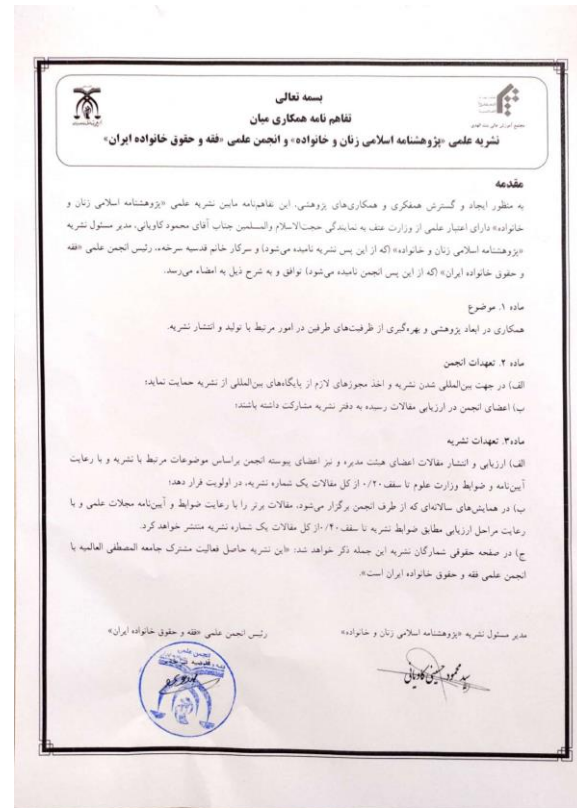 بسمه تعالی
تفاهم نامه همکاری میان
نشریه علمی «پژوهشنامه اسلامی زنان و خانواده» و انجمن علمی «فقه و حقوق خانواده ایران»
مقدمه
به منظور ایجاد و گسترش همفکری و همکاری‌های پژوهشی، این تفاهم‌نامه مابین نشریه علمی «پژوهشنامه اسلامی زنان و
خانواده» دارای اعتبار علمی از وزارت عتف به نمایندگی حجت‌الاسلام والمسلمین جناب آقای محمود کاویانی، مدیر مسئول نشریه
«پژوهشنامه اسلامی زنان و خانواده» (که از این پس نشریه نامیده می‌شود) و سرکار خانم قدسیه سرخه، رئیس انجمن علمی «فقه
و حقوق خانواده ایران» (که از این پس انجمن نامیده می‌شود) توافق و به شرح ذیل به امضاء می‌رسد.
ماده ۱. موضوع
همکاری در ابعاد پژوهشی و بهره‌گیری از ظرفیت‌های طرفین در امور مرتبط با تولید و انتشار نشریه.
ماده ۲. تعهدات انجمن
الف) در جهت بین‌المللی شدن نشریه و اخذ مجوزهای لازم از پایگاه‌های بین‌المللی از نشریه حمایت نماید؛
ب) اعضای انجمن در ارزیابی مقالات رسیده به دفتر نشریه مشارکت داشته باشند؛
ماده۳. تعهدات نشریه
الف) ارزیابی و انتشار مقالات اعضای هیئت مدیره و نیز اعضای پیوسته انجمن براساس موضوعات مرتبط با نشریه و با رعایت
آیین‌نامه و ضوابط وزارت علوم تا سقف ۰/۲۰ از کل مقالات یک شماره نشریه، در اولویت قرار دهد؛
ب) در همایش‌های سالانه‌ای که از طرف انجمن برگزار می‌شود، مقالات برتر را با رعایت ضوابط و آیین‌نامه مجلات علمی و با
رعایت مراحل ارزیابی مطابق ضوابط نشریه تا سقف ۰/۴۰از کل مقالات یک شماره نشریه منتشر خواهد کرد.
ج) در صفحه حقوقی شمارگان نشریه این جمله ذکر خواهد شد: «این نشریه حاصل فعالیت مشترک جامعه المصطفی العالمیه با
انجمن علمی فقه و حقوق خانواده ایران است».
مدیر مسئول نشریه «پژوهشنامه اسلامی زنان و خانواده»
رئیس انجمن علمی «فقه و حقوق خانواده ایران»
سید محمود حسینی کاویانی
انجمن علمی